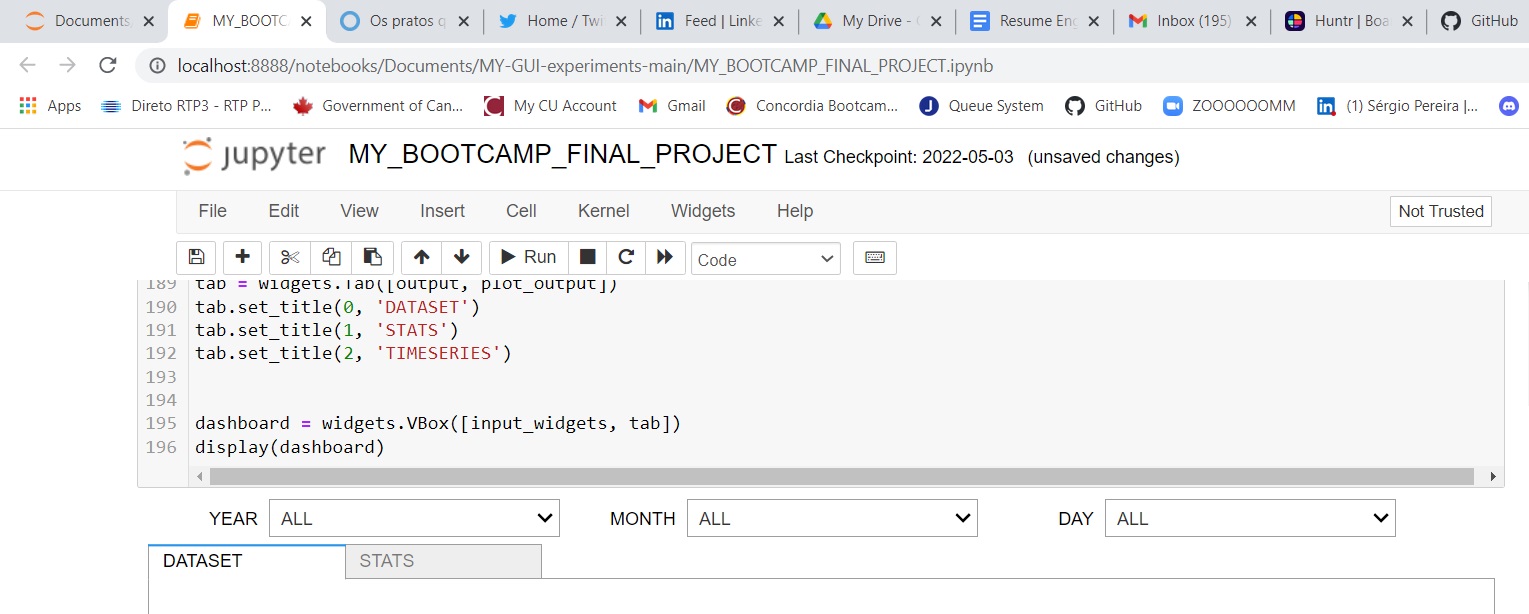 Documents MY_BOOTC Os pratos q Home / Twi Feed | Linke My Drive - Resume Eng Inbox (195) Huntr | Boa GitHub
localhost:8888/notebooks/Documents/MY-GUI-experiments-main/MY_BOOTCAMP_FINAL_PROJECT.ipynb
Apps Direto RTP3 - RTP P... Government of Can... My CU Account Gmail Concordia Bootcam... Queue System GitHub ZOOOOOOMM (1) Sérgio Pereira |...
jupyter MY_BOOTCAMP_FINAL_PROJECT Last Checkpoint: 2022-05-03 (unsaved changes)
File Edit View Insert Cell Kernel Widgets Help Not Trusted
Run Code
189 tab = widgets.Tab([output, plot_output])
190 tab.set_title(0, 'DATASET')
191 tab.set_title(1, 'STATS')
192 tab.set_title(2, 'TIMESERIES')
193
194
195 dashboard = widgets.VBox([input_widgets, tab])
196 display(dashboard)
YEAR ALL MONTH ALL DAY ALL
DATASET STATS